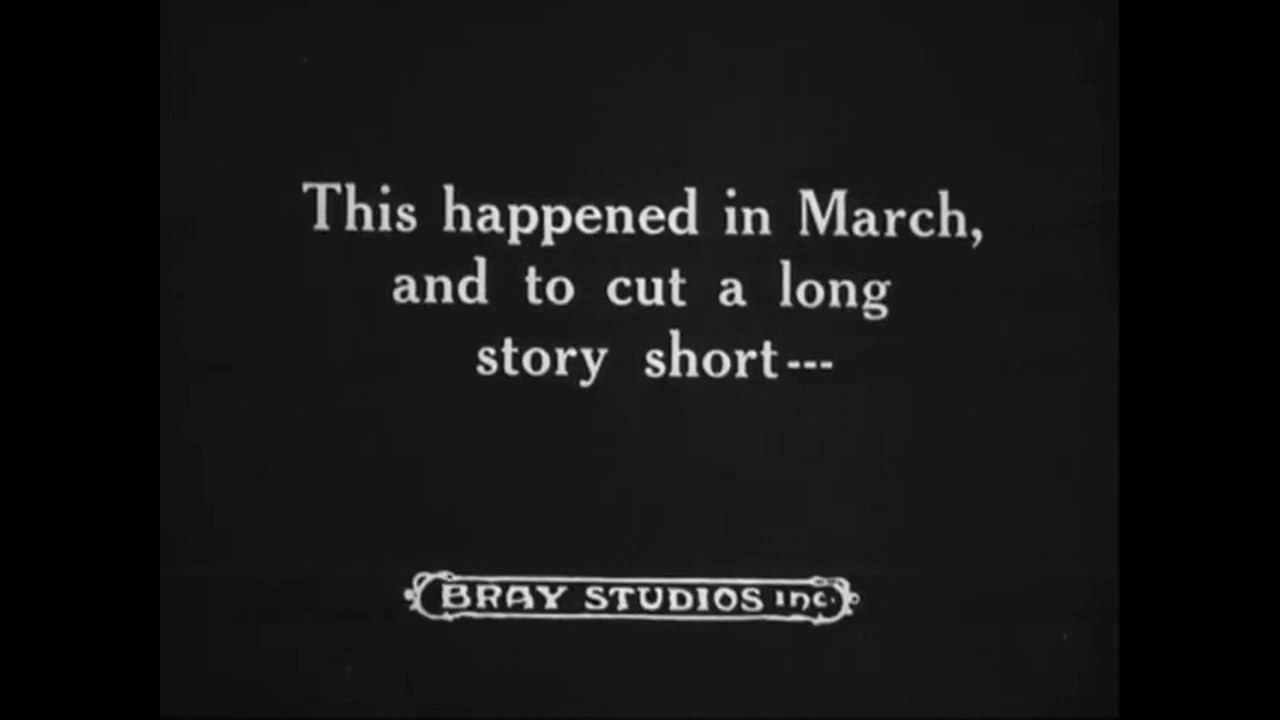 This happened in March,
and to cut a long
story short---
BRAY STUDIOS Inc.